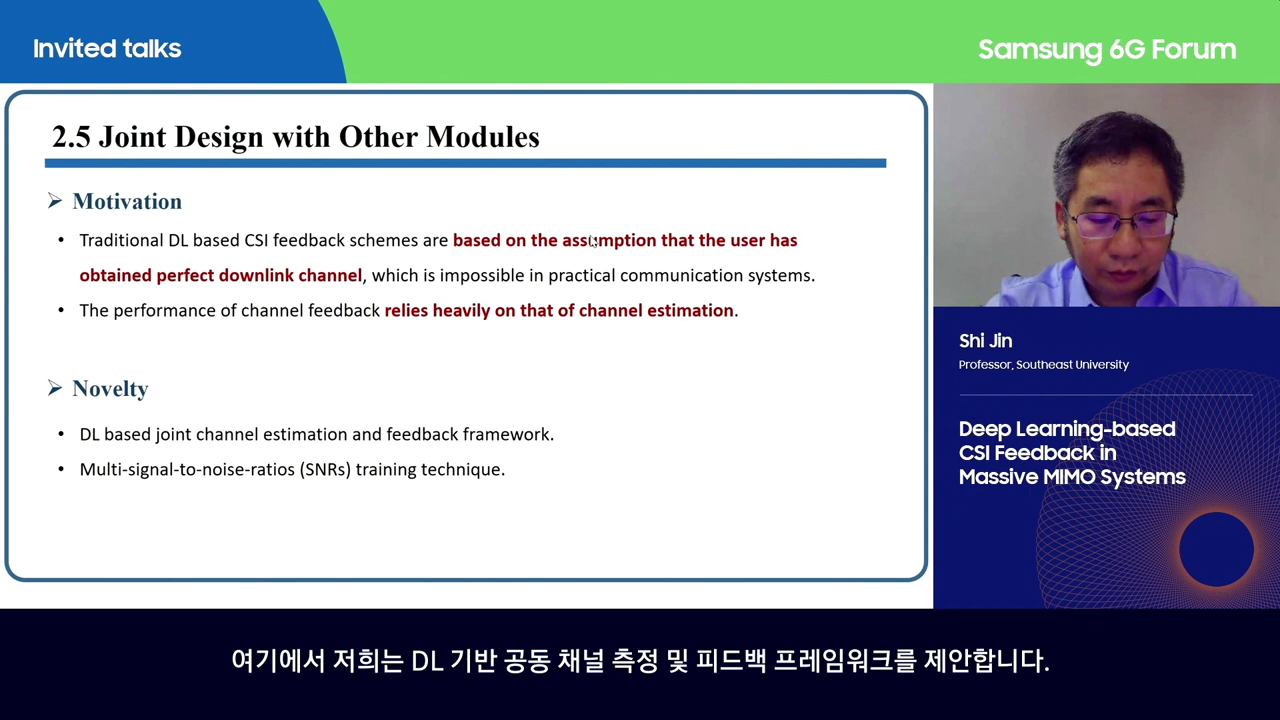 Invited talks
Samsung 6G Forum
2.5 Joint Design with Other Modules
➢ Motivation
• Traditional DL based CSI feedback schemes are based on the assumption that the user has
obtained perfect downlink channel, which is impossible in practical communication systems.
• The performance of channel feedback relies heavily on that of channel estimation.
➢ Novelty
• DL based joint channel estimation and feedback framework.
• Multi-signal-to-noise-ratios (SNRs) training technique.
Shi Jin
Professor, Southeast University
Deep Learning-based
CSI Feedback in
Massive MIMO Systems
여기에서 저희는 DL 기반 공동 채널 측정 및 피드백 프레임워크를 제안합니다.